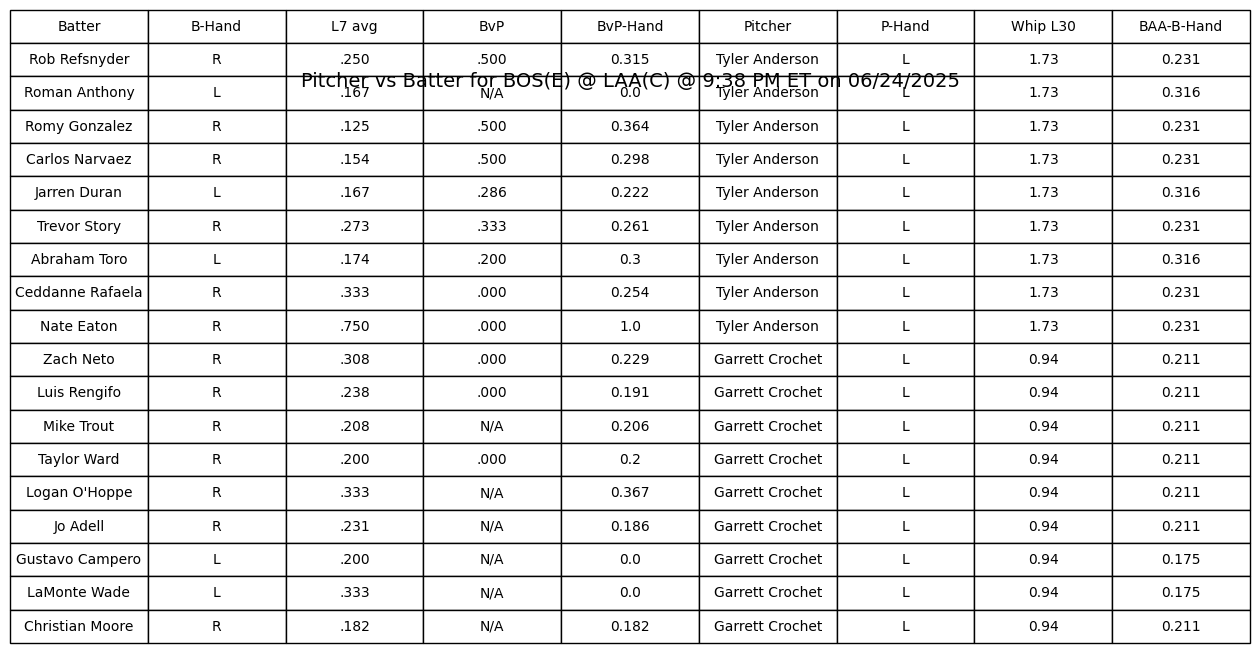 Batter B-Hand L7 avg BvP BvP-Hand Pitcher P-Hand Whip L30 BAA-B-Hand
Rob Refsnyder R .250 .500 0.315 Tyler Anderson L 1.73 0.231
Pitcher vs Batter for BOS(E) @ LAA(C) @ 9:38 PM ET on 06/24/2025
Roman Anthony L .167 N/A 0.0 Tyler Anderson L 1.73 0.316
Romy Gonzalez R .125 .500 0.364 Tyler Anderson L 1.73 0.231
Carlos Narvaez R .154 .500 0.298 Tyler Anderson L 1.73 0.231
Jarren Duran L .167 .286 0.222 Tyler Anderson L 1.73 0.316
Trevor Story R .273 .333 0.261 Tyler Anderson L 1.73 0.231
Abraham Toro L .174 .200 0.3 Tyler Anderson L 1.73 0.316
Ceddanne Rafaela R .333 .000 0.254 Tyler Anderson L 1.73 0.231
Nate Eaton R .750 .000 1.0 Tyler Anderson L 1.73 0.231
Zach Neto R .308 .000 0.229 Garrett Crochet L 0.94 0.211
Luis Rengifo R .238 .000 0.191 Garrett Crochet L 0.94 0.211
Mike Trout R .208 N/A 0.206 Garrett Crochet L 0.94 0.211
Taylor Ward R .200 .000 0.2 Garrett Crochet L 0.94 0.211
Logan O'Hoppe R .333 N/A 0.367 Garrett Crochet L 0.94 0.211
Jo Adell R .231 N/A 0.186 Garrett Crochet L 0.94 0.211
Gustavo Campero L .200 N/A 0.0 Garrett Crochet L 0.94 0.175
LaMonte Wade L .333 N/A 0.0 Garrett Crochet L 0.94 0.175
Christian Moore R .182 N/A 0.182 Garrett Crochet L 0.94 0.211